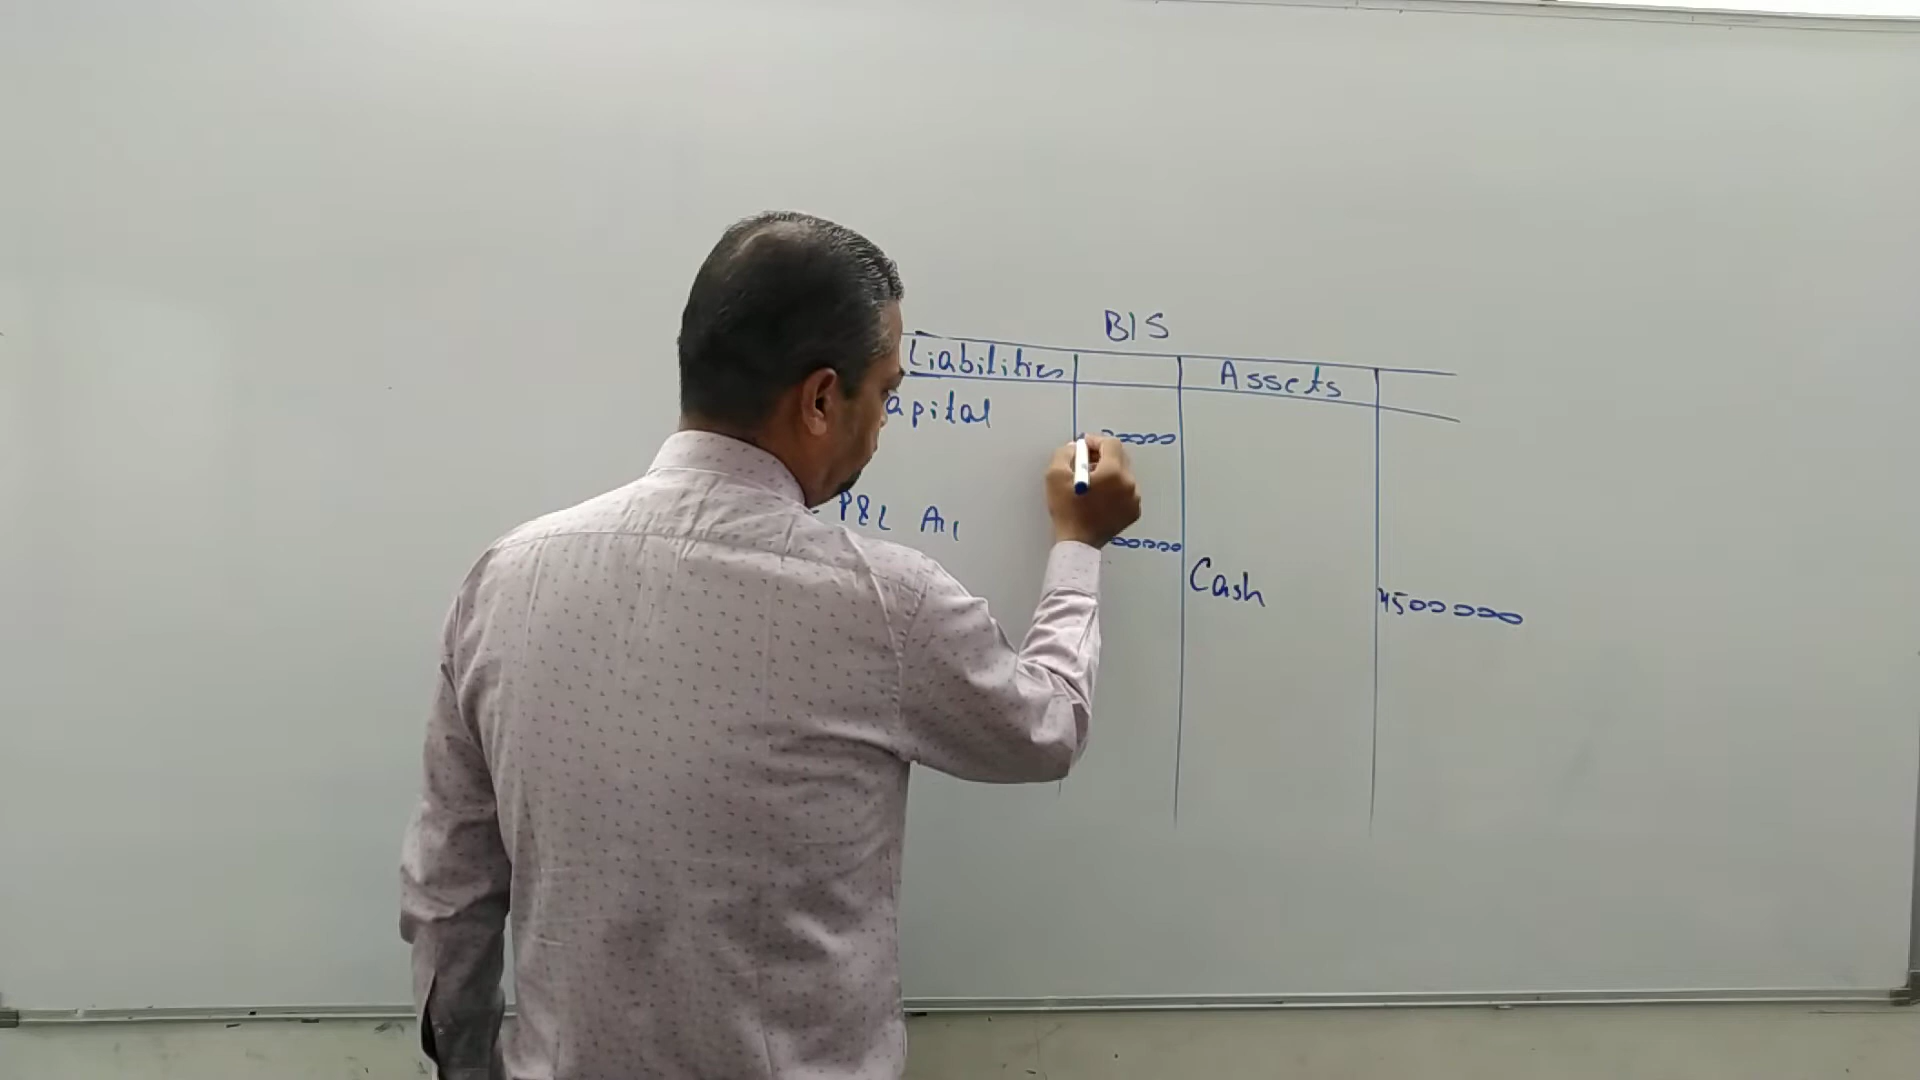 B/S
Liabilities Assets
apital
P&L A/c
Cash 4500000